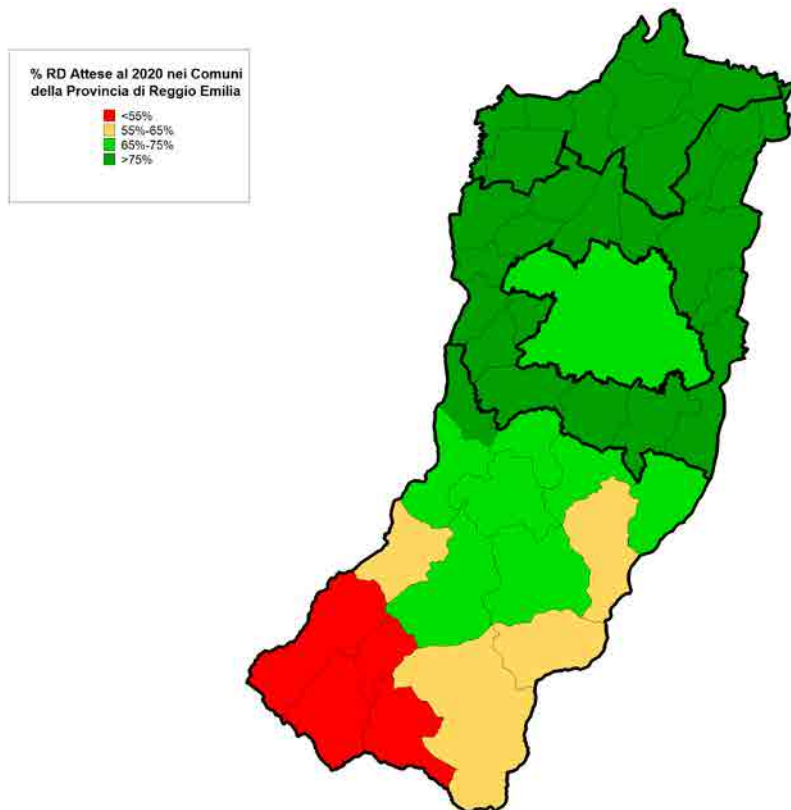 % RD Attese al 2020 nei Comuni
della Provincia di Reggio Emilia
<55%
55%-65%
65%-75%
>75%